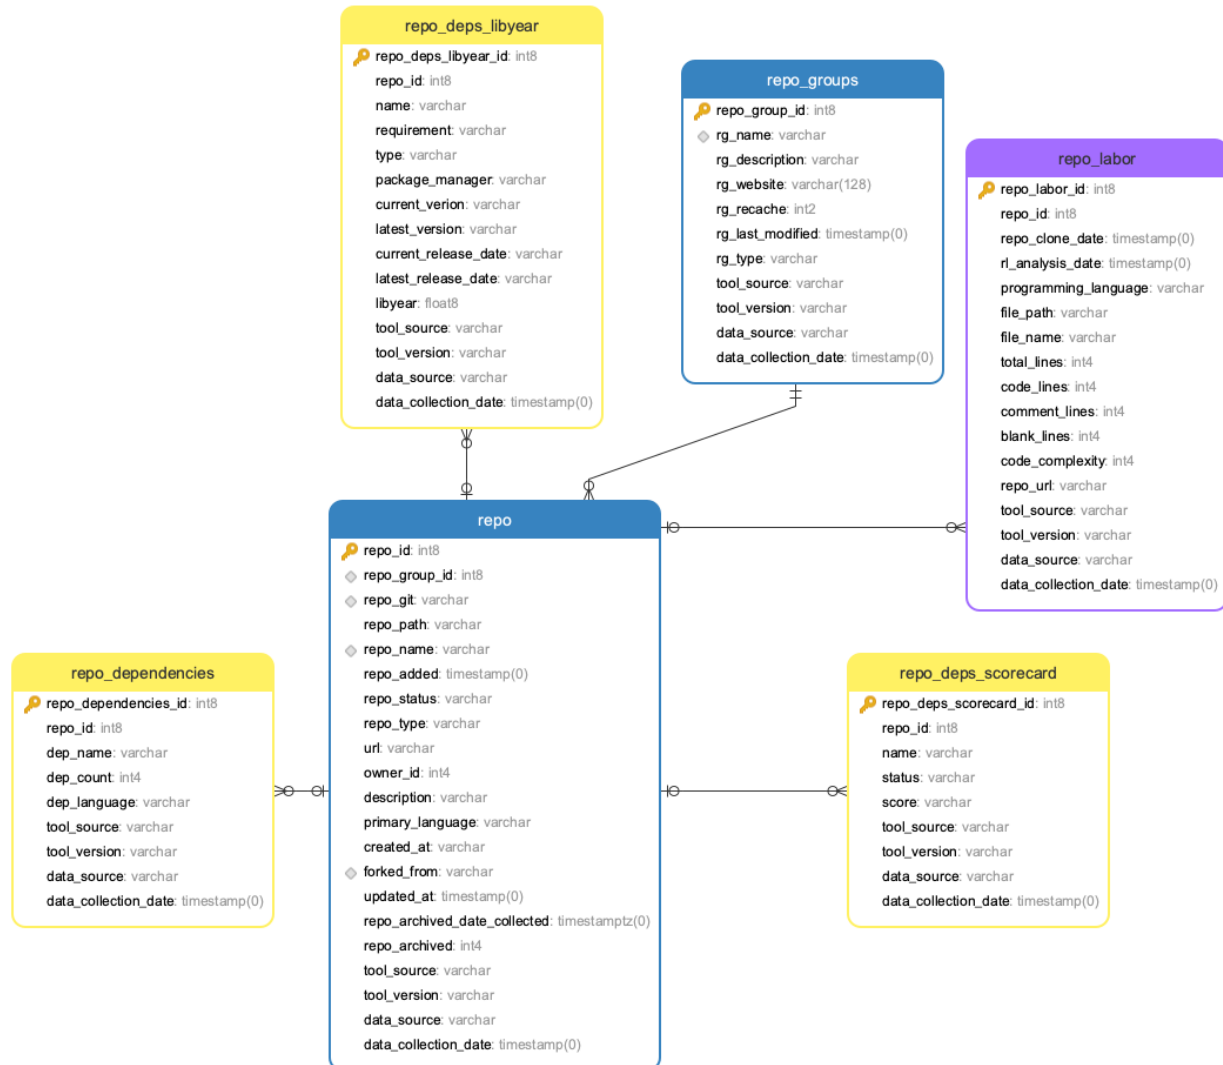 repo_deps_libyear
repo_deps_libyear_id: int8
repo_id: int8
name: varchar
requirement: varchar
type: varchar
package_manager: varchar
current_verion: varchar
latest_version: varchar
current_release_date: varchar
latest_release_date: varchar
libyear: float8
tool_source: varchar
tool_version: varchar
data_source: varchar
data_collection_date: timestamp(0)
repo_groups
repo_group_id: int8
rg_name: varchar
rg_description: varchar
rg_website: varchar(128)
rg_recache: int2
rg_last_modified: timestamp(0)
rg_type: varchar
tool_source: varchar
tool_version: varchar
data_source: varchar
data_collection_date: timestamp(0)
repo_labor
repo_labor_id: int8
repo_id: int8
repo_clone_date: timestamp(0)
rl_analysis_date: timestamp(0)
programming_language: varchar
file_path: varchar
file_name: varchar
total_lines: int4
code_lines: int4
comment_lines: int4
blank_lines: int4
code_complexity: int4
repo_url: varchar
tool_source: varchar
tool_version: varchar
data_source: varchar
data_collection_date: timestamp(0)
repo
repo_id: int8
repo_group_id: int8
repo_git: varchar
repo_path: varchar
repo_name: varchar
repo_added: timestamp(0)
repo_status: varchar
repo_type: varchar
url: varchar
owner_id: int4
description: varchar
primary_language: varchar
created_at: varchar
forked_from: varchar
updated_at: timestamp(0)
repo_archived_date_collected: timestamptz(0)
repo_archived: int4
tool_source: varchar
tool_version: varchar
data_source: varchar
data_collection_date: timestamp(0)
repo_dependencies
repo_dependencies_id: int8
repo_id: int8
dep_name: varchar
dep_count: int4
dep_language: varchar
tool_source: varchar
tool_version: varchar
data_source: varchar
data_collection_date: timestamp(0)
repo_deps_scorecard
repo_deps_scorecard_id: int8
repo_id: int8
name: varchar
status: varchar
score: varchar
tool_source: varchar
tool_version: varchar
data_source: varchar
data_collection_date: timestamp(0)